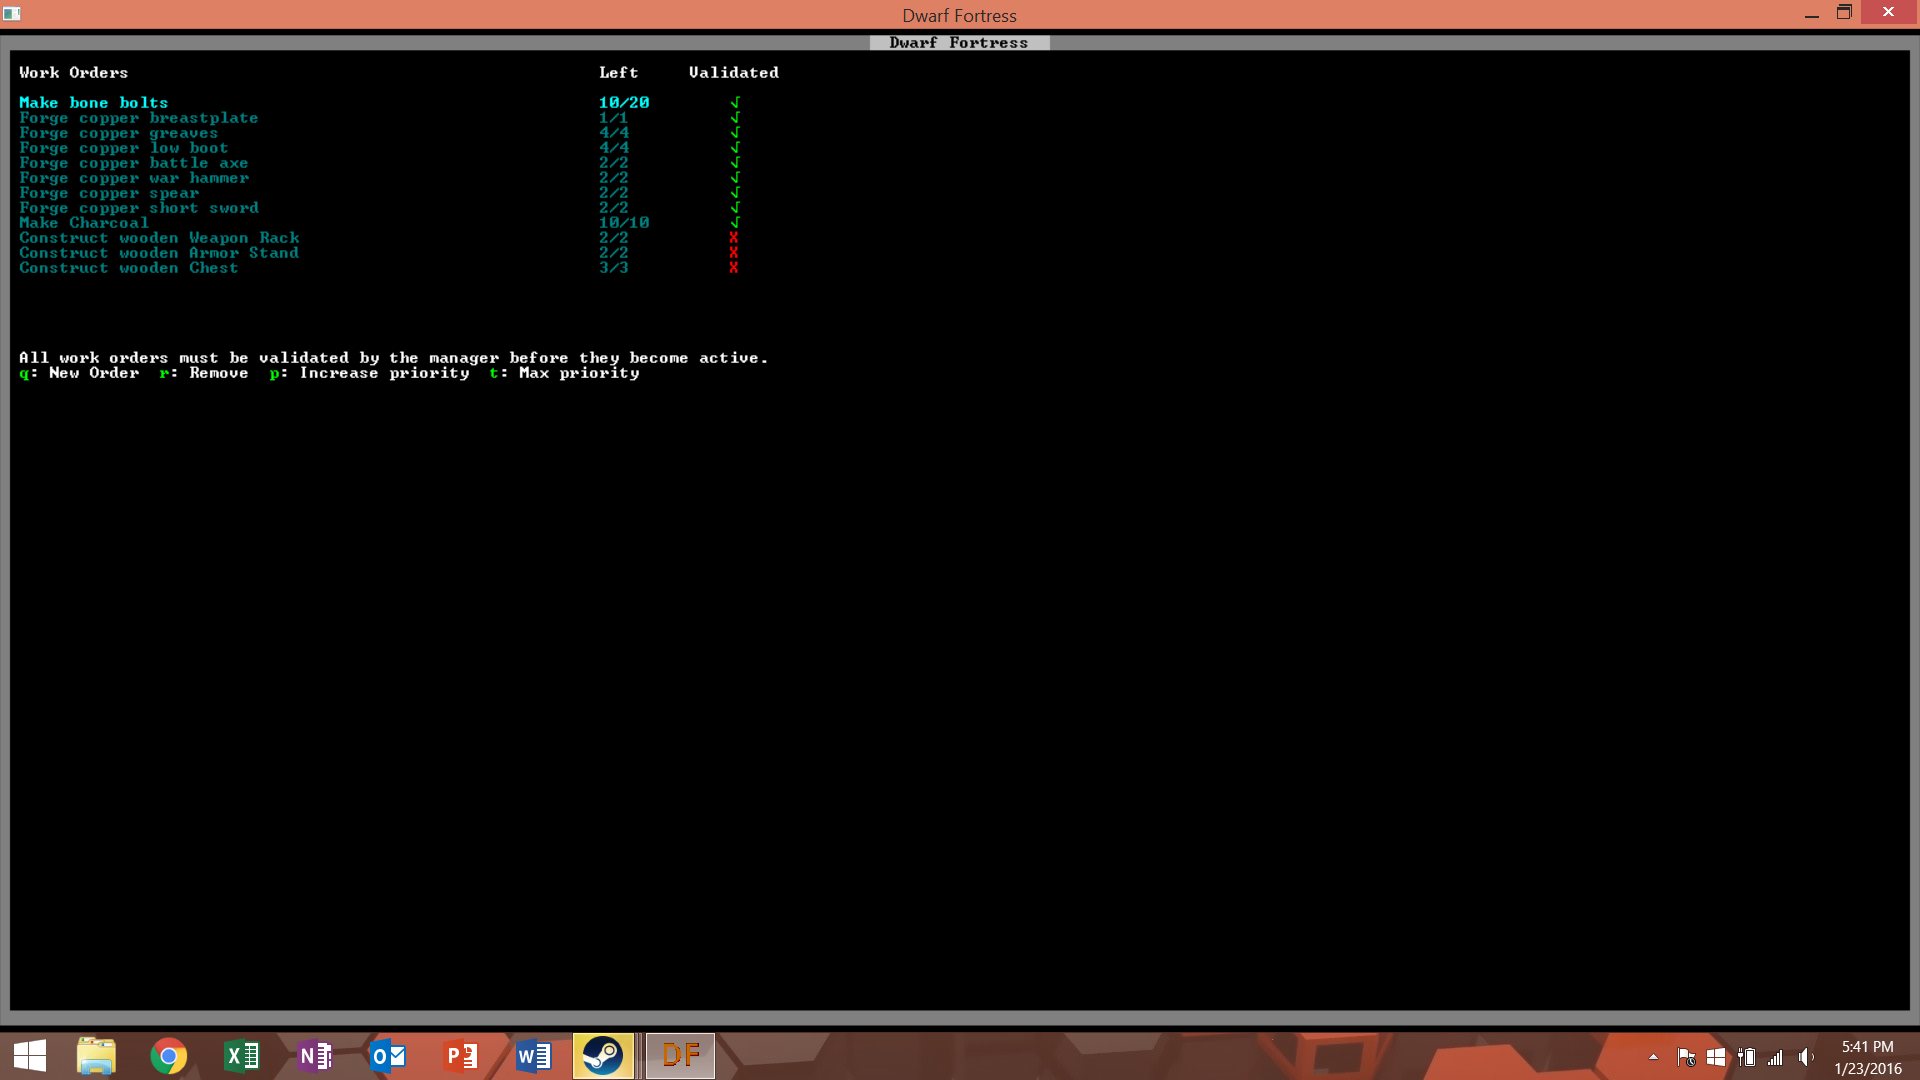 Dwarf Fortress
Dwarf Fortress
Work Orders Left Validated
Make bone bolts 10/20 √
Forge copper breastplate 1/1 √
Forge copper greaves 4/4 √
Forge copper low boot 4/4 √
Forge copper battle axe 2/2 √
Forge copper war hammer 2/2 √
Forge copper spear 2/2 √
Forge copper short sword 2/2 √
Make Charcoal 10/10 √
Construct wooden Weapon Rack 2/2 X
Construct wooden Armor Stand 2/2 X
Construct wooden Chest 3/3 X
All work orders must be validated by the manager before they become active.
q: New Order r: Remove p: Increase priority t: Max priority
DF
5:41 PM
1/23/2016